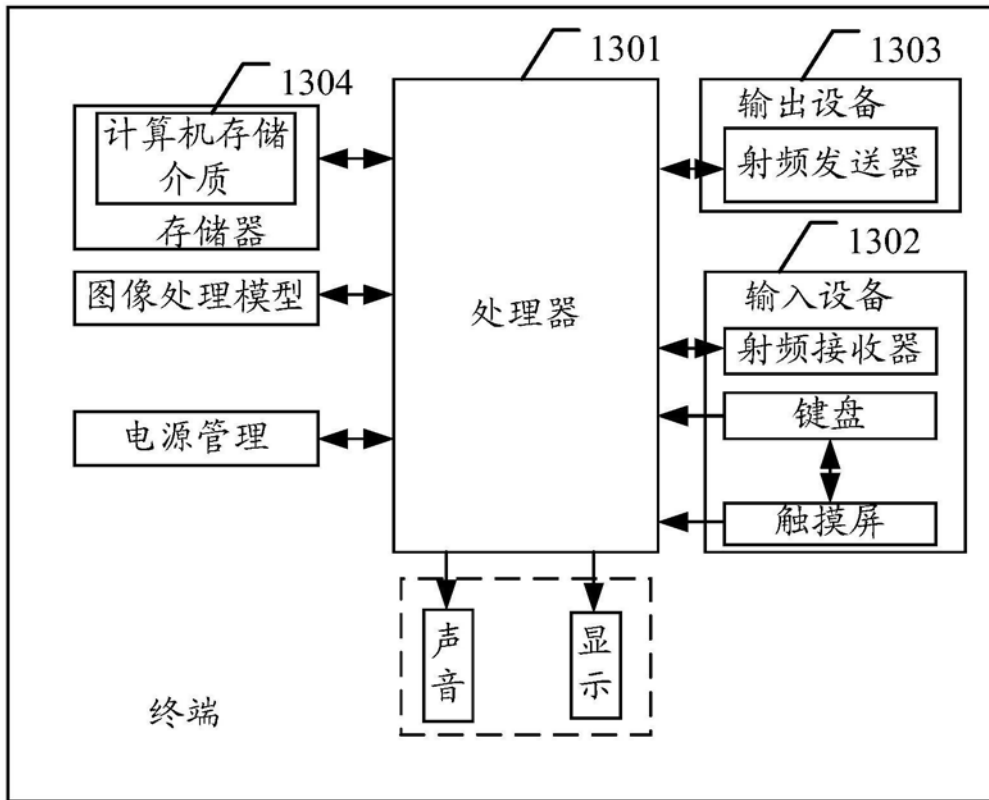 1304
计算机存储
介质
存储器
图像处理模型
电源管理
1301
处理器
1303
输出设备
射频发送器
1302
输入设备
射频接收器
键盘
触摸屏
声
音
显
示
终端